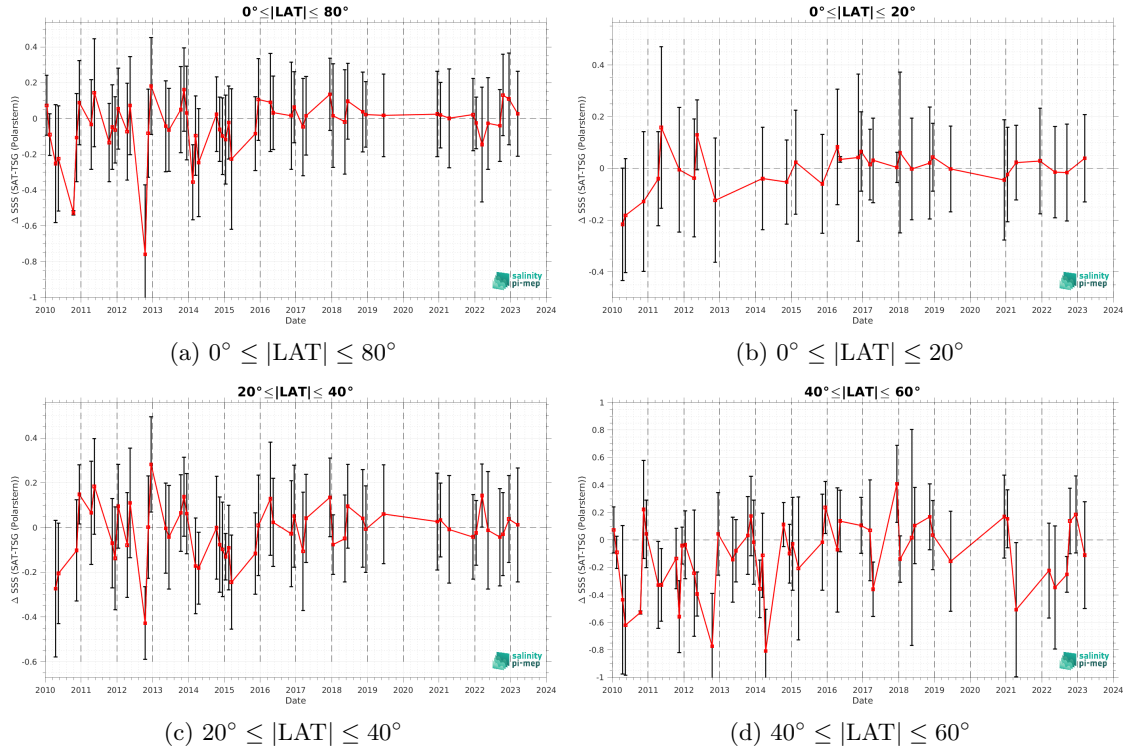 0°≤|LAT|≤ 80°
Δ SSS (SAT-TSG (Polarstern))
0.4
0.2
0
-0.2
-0.4
-0.6
-0.8
-1
2010 2011 2012 2013 2014 2015 2016 2017 2018 2019 2020 2021 2022 2023 2024
Date
salinity
pi-mep
(a) 0° ≤ |LAT| ≤ 80°
0°≤|LAT|≤ 20°
Δ SSS (SAT-TSG (Polarstern))
0.4
0.2
0
-0.2
-0.4
2010 2011 2012 2013 2014 2015 2016 2017 2018 2019 2020 2021 2022 2023 2024
Date
salinity
pi-mep
(b) 0° ≤ |LAT| ≤ 20°
20°≤|LAT|≤ 40°
Δ SSS (SAT-TSG (Polarstern))
0.4
0.2
0
-0.2
-0.4
-0.6
2010 2011 2012 2013 2014 2015 2016 2017 2018 2019 2020 2021 2022 2023 2024
Date
salinity
pi-mep
(c) 20° ≤ |LAT| ≤ 40°
40°≤|LAT|≤ 60°
Δ SSS (SAT-TSG (Polarstern))
1
0.8
0.6
0.4
0.2
0
-0.2
-0.4
-0.6
-0.8
-1
2010 2011 2012 2013 2014 2015 2016 2017 2018 2019 2020 2021 2022 2023 2024
Date
salinity
pi-mep
(d) 40° ≤ |LAT| ≤ 60°